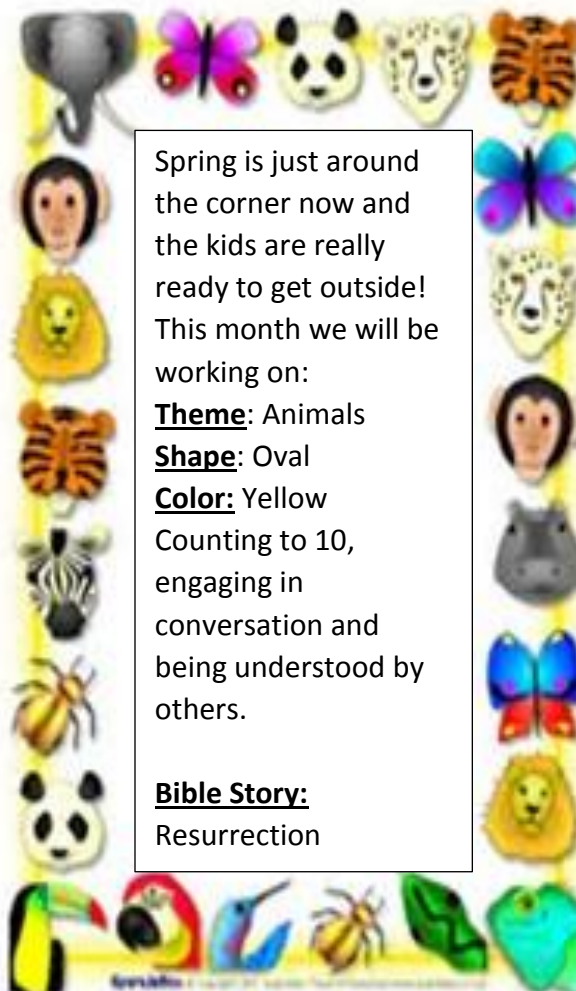 Spring is just around
the corner now and
the kids are really
ready to get outside!
This month we will be
working on:
Theme: Animals
Shape: Oval
Color: Yellow
Counting to 10,
engaging in
conversation and
being understood by
others.
Bible Story:
Resurrection